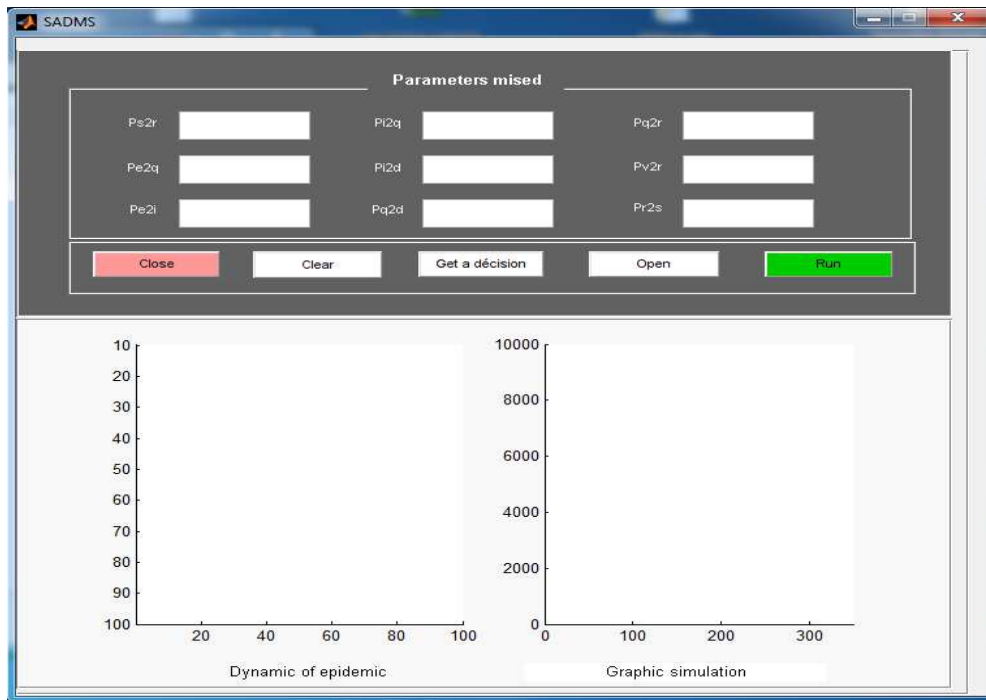 SADMS
Parameters mised
Ps2r Pi2q Pq2r
Pe2q Pi2d Pv2r
Pe2i Pq2d Pr2s
Close Clear Get a décision Open Run
10
20
30
40
50
60
70
80
90
100
20 40 60 80 100
Dynamic of epidemic
10000
8000
6000
4000
2000
0
0 100 200 300
Graphic simulation